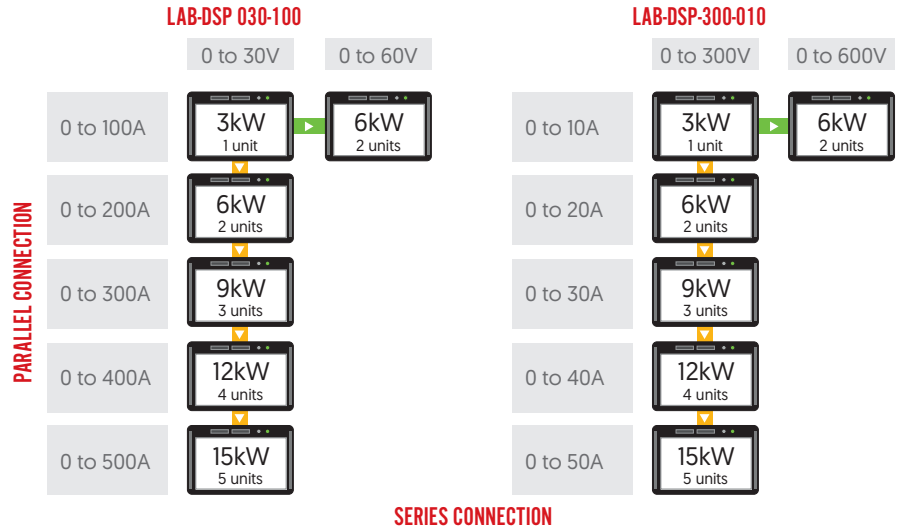 LAB-DSP 030-100
0 to 30V
0 to 60V
0 to 100A
3kW
1 unit
6kW
2 units
0 to 200A
6kW
2 units
0 to 300A
9kW
3 units
0 to 400A
12kW
4 units
0 to 500A
15kW
5 units
PARALLEL CONNECTION
LAB-DSP-300-010
0 to 300V
0 to 600V
0 to 10A
3kW
1 unit
6kW
2 units
0 to 20A
6kW
2 units
0 to 30A
9kW
3 units
0 to 40A
12kW
4 units
0 to 50A
15kW
5 units
SERIES CONNECTION